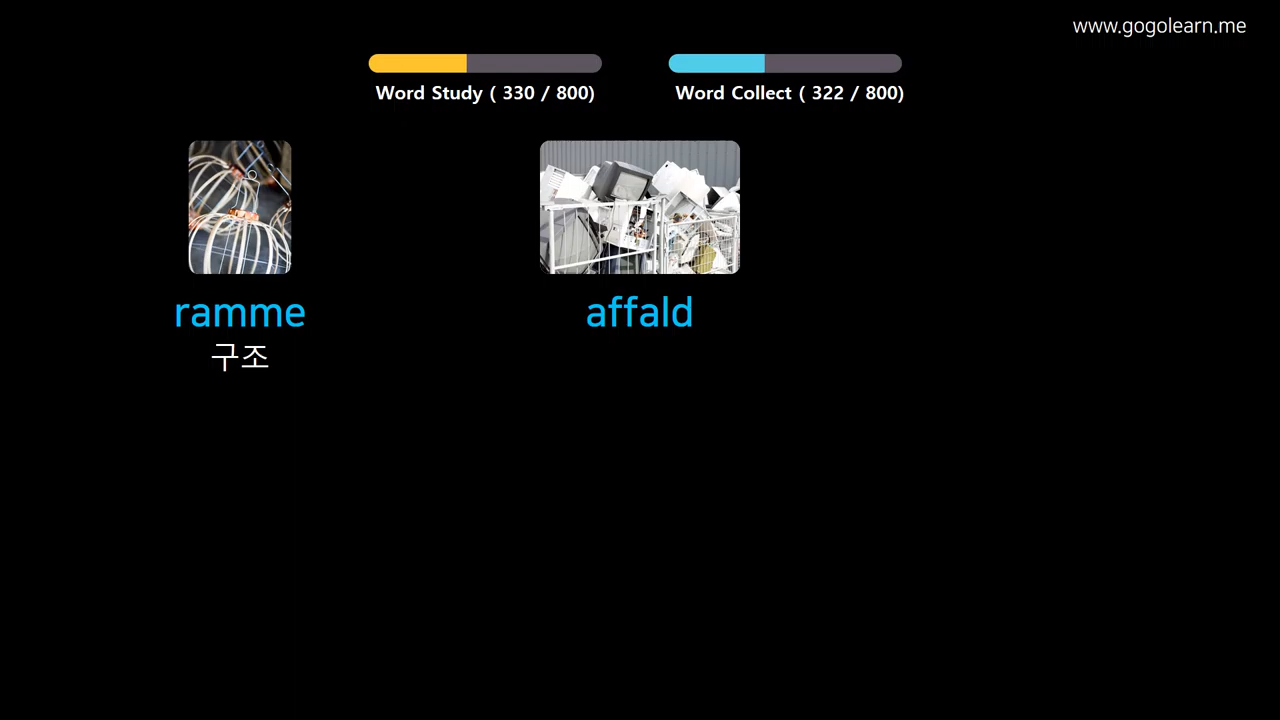 www.gogolearn.me
Word Study ( 330 / 800)
Word Collect ( 322 / 800)
ramme
구조
affald